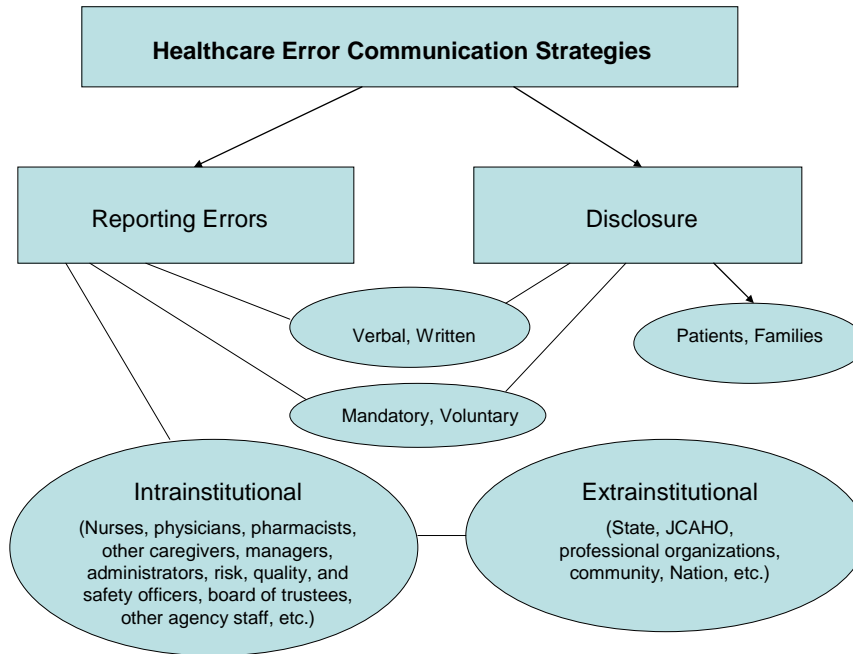 Healthcare Error Communication Strategies
Reporting Errors
Disclosure
Verbal, Written
Patients, Families
Mandatory, Voluntary
Intrainstitutional
(Nurses, physicians, pharmacists,
other caregivers, managers,
administrators, risk, quality, and
safety officers, board of trustees,
other agency staff, etc.)
Extrainstitutional
(State, JCAHO,
professional organizations,
community, Nation, etc.)